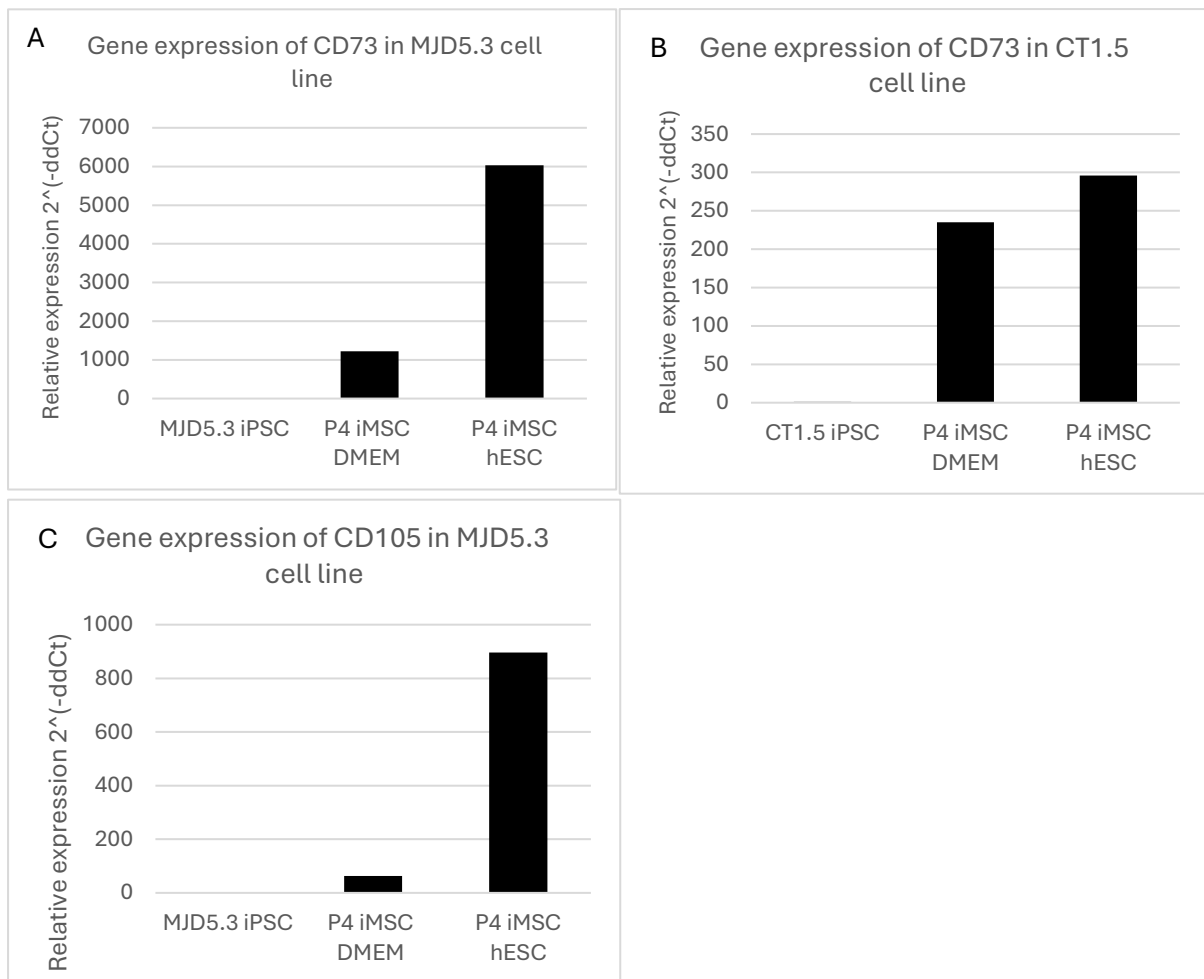 A
Gene expression of CD73 in MJD5.3 cell
line
Relative expression 2^(-ddCt)
7000
6000
5000
4000
3000
2000
1000
0
MJD5.3 iPSC
P4 iMSC
DMEM
P4 iMSC
hESC
B
Gene expression of CD73 in CT1.5
cell line
Relative expression 2^(-ddCt)
350
300
250
200
150
100
50
0
CT1.5 iPSC
P4 iMSC
DMEM
P4 iMSC
hESC
C
Gene expression of CD105 in MJD5.3
cell line
Relative expression 2^(-ddCt)
1000
800
600
400
200
0
MJD5.3 iPSC
P4 iMSC
DMEM
P4 iMSC
hESC